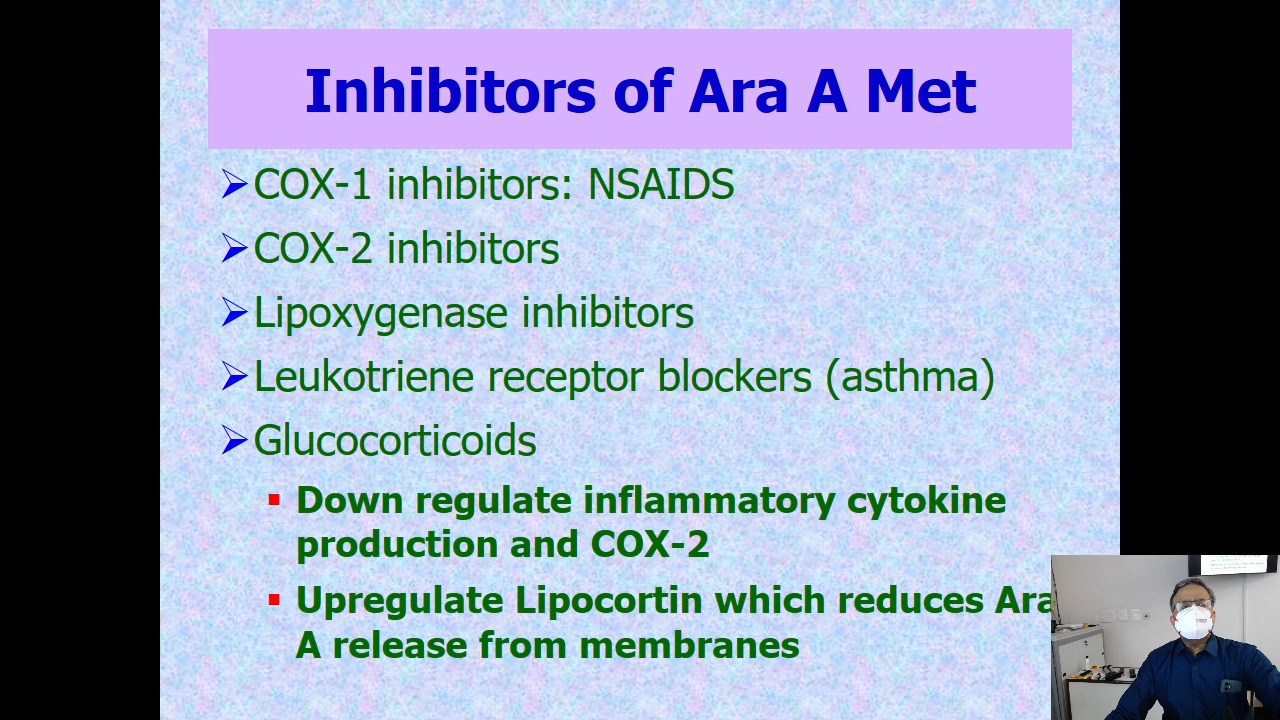 Inhibitors of Ara A Met
COX-1 inhibitors: NSAIDS
COX-2 inhibitors
Lipoxygenase inhibitors
Leukotriene receptor blockers (asthma)
Glucocorticoids
Down regulate inflammatory cytokine
production and COX-2
Upregulate Lipocortin which reduces Ara
A release from membranes